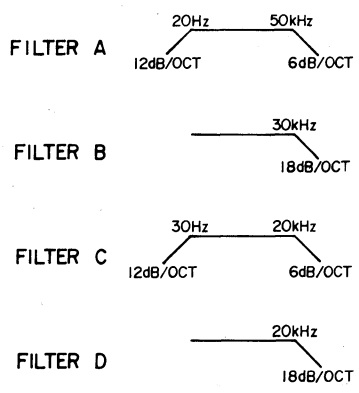 20Hz 50kHz
FILTER A
12dB/OCT 6dB/OCT
30kHz
FILTER B
18dB/OCT
30Hz 20kHz
FILTER C
12dB/OCT 6dB/OCT
20kHz
FILTER D
18dB/OCT